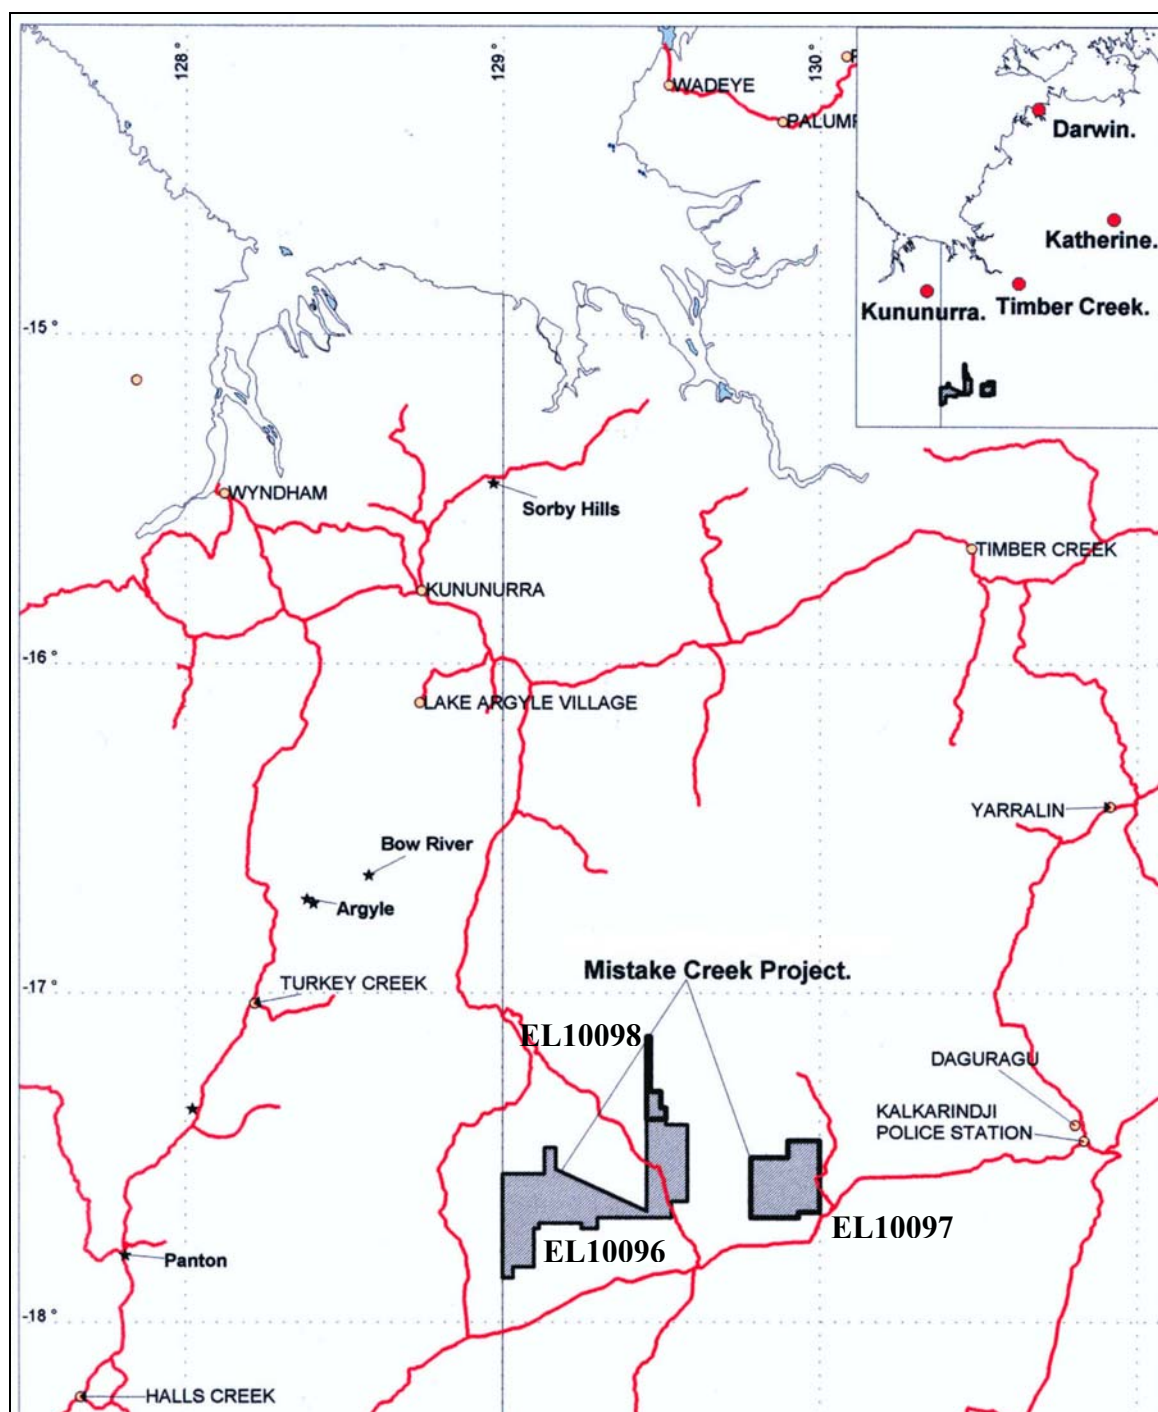 128°
129°
130°
WADEYE
PALUMP
Darwin.
Katherine.
Kununurra.
Timber Creek.
-15°
WYNDHAM
Sorby Hills
TIMBER CREEK
KUNUNURRA
-16°
LAKE ARGYLE VILLAGE
YARRALIN
Bow River
Argyle
Mistake Creek Project.
TURKEY CREEK
-17°
EL10098
DAGURAGU
KALKARINDJI
POLICE STATION
EL10097
EL10096
Panton
-18°
HALLS CREEK